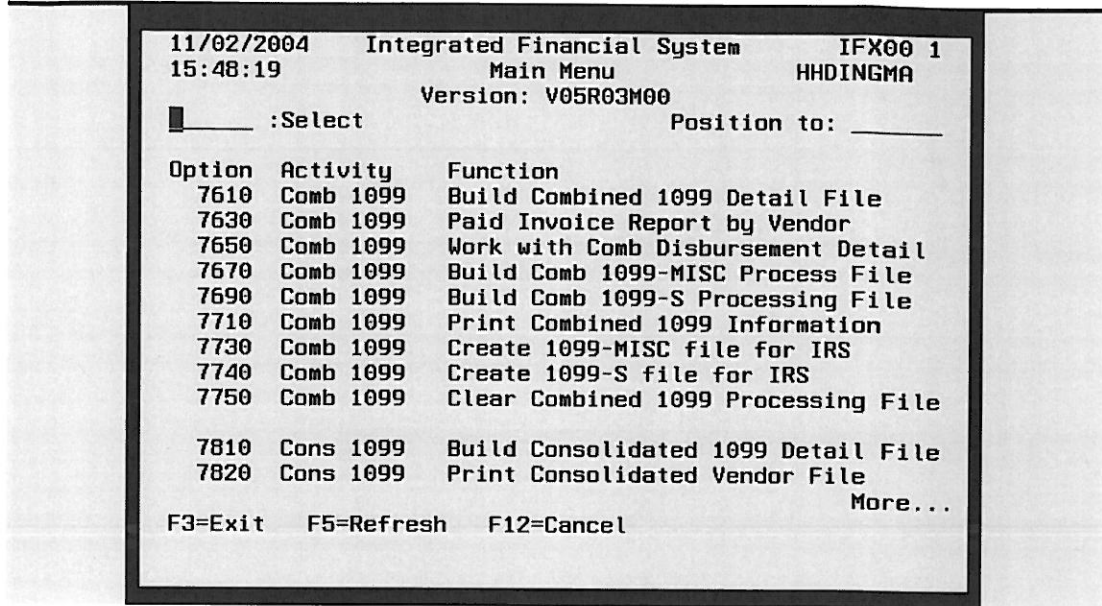 11/02/2004 Integrated Financial System IFX00 1
15:48:19 Main Menu HHDINGMA
Version: V05R03M00
______ :Select Position to: ______
Option Activity Function
7610 Comb 1099 Build Combined 1099 Detail File
7630 Comb 1099 Paid Invoice Report by Vendor
7650 Comb 1099 Work with Comb Disbursement Detail
7670 Comb 1099 Build Comb 1099-MISC Process File
7690 Comb 1099 Build Comb 1099-S Processing File
7710 Comb 1099 Print Combined 1099 Information
7730 Comb 1099 Create 1099-MISC file for IRS
7740 Comb 1099 Create 1099-S file for IRS
7750 Comb 1099 Clear Combined 1099 Processing File
7810 Cons 1099 Build Consolidated 1099 Detail File
7820 Cons 1099 Print Consolidated Vendor File
More...
F3=Exit F5=Refresh F12=Cancel